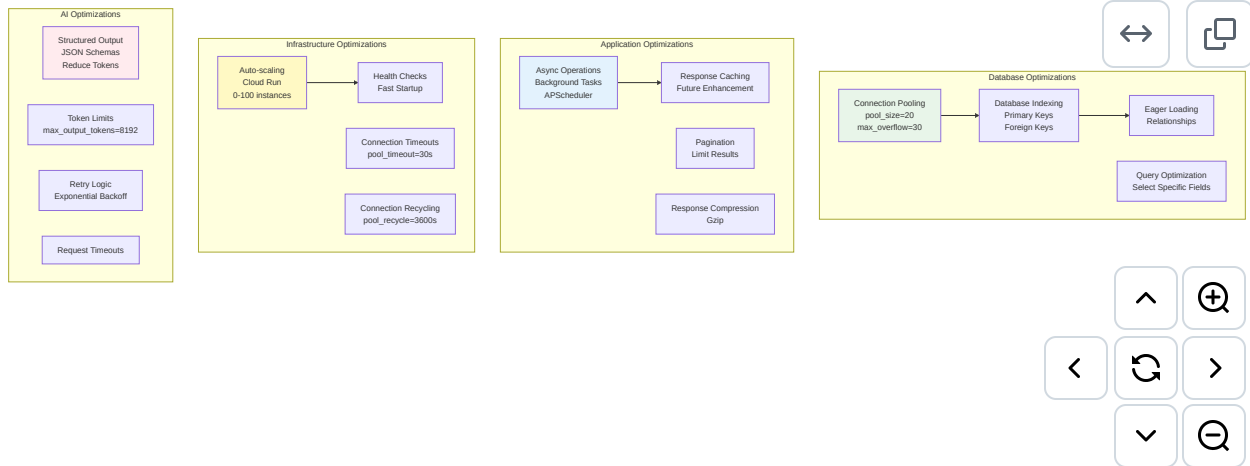 AI Optimizations
Structured Output
JSON Schemas
Reduce Tokens
Token Limits
max_output_tokens=8192
Retry Logic
Exponential Backoff
Request Timeouts
Infrastructure Optimizations
Auto-scaling
Cloud Run
0-100 instances
Health Checks
Fast Startup
Connection Timeouts
pool_timeout=30s
Connection Recycling
pool_recycle=3600s
Application Optimizations
Async Operations
Background Tasks
APScheduler
Response Caching
Future Enhancement
Pagination
Limit Results
Response Compression
Gzip
Database Optimizations
Connection Pooling
pool_size=20
max_overflow=30
Database Indexing
Primary Keys
Foreign Keys
Eager Loading
Relationships
Query Optimization
Select Specific Fields